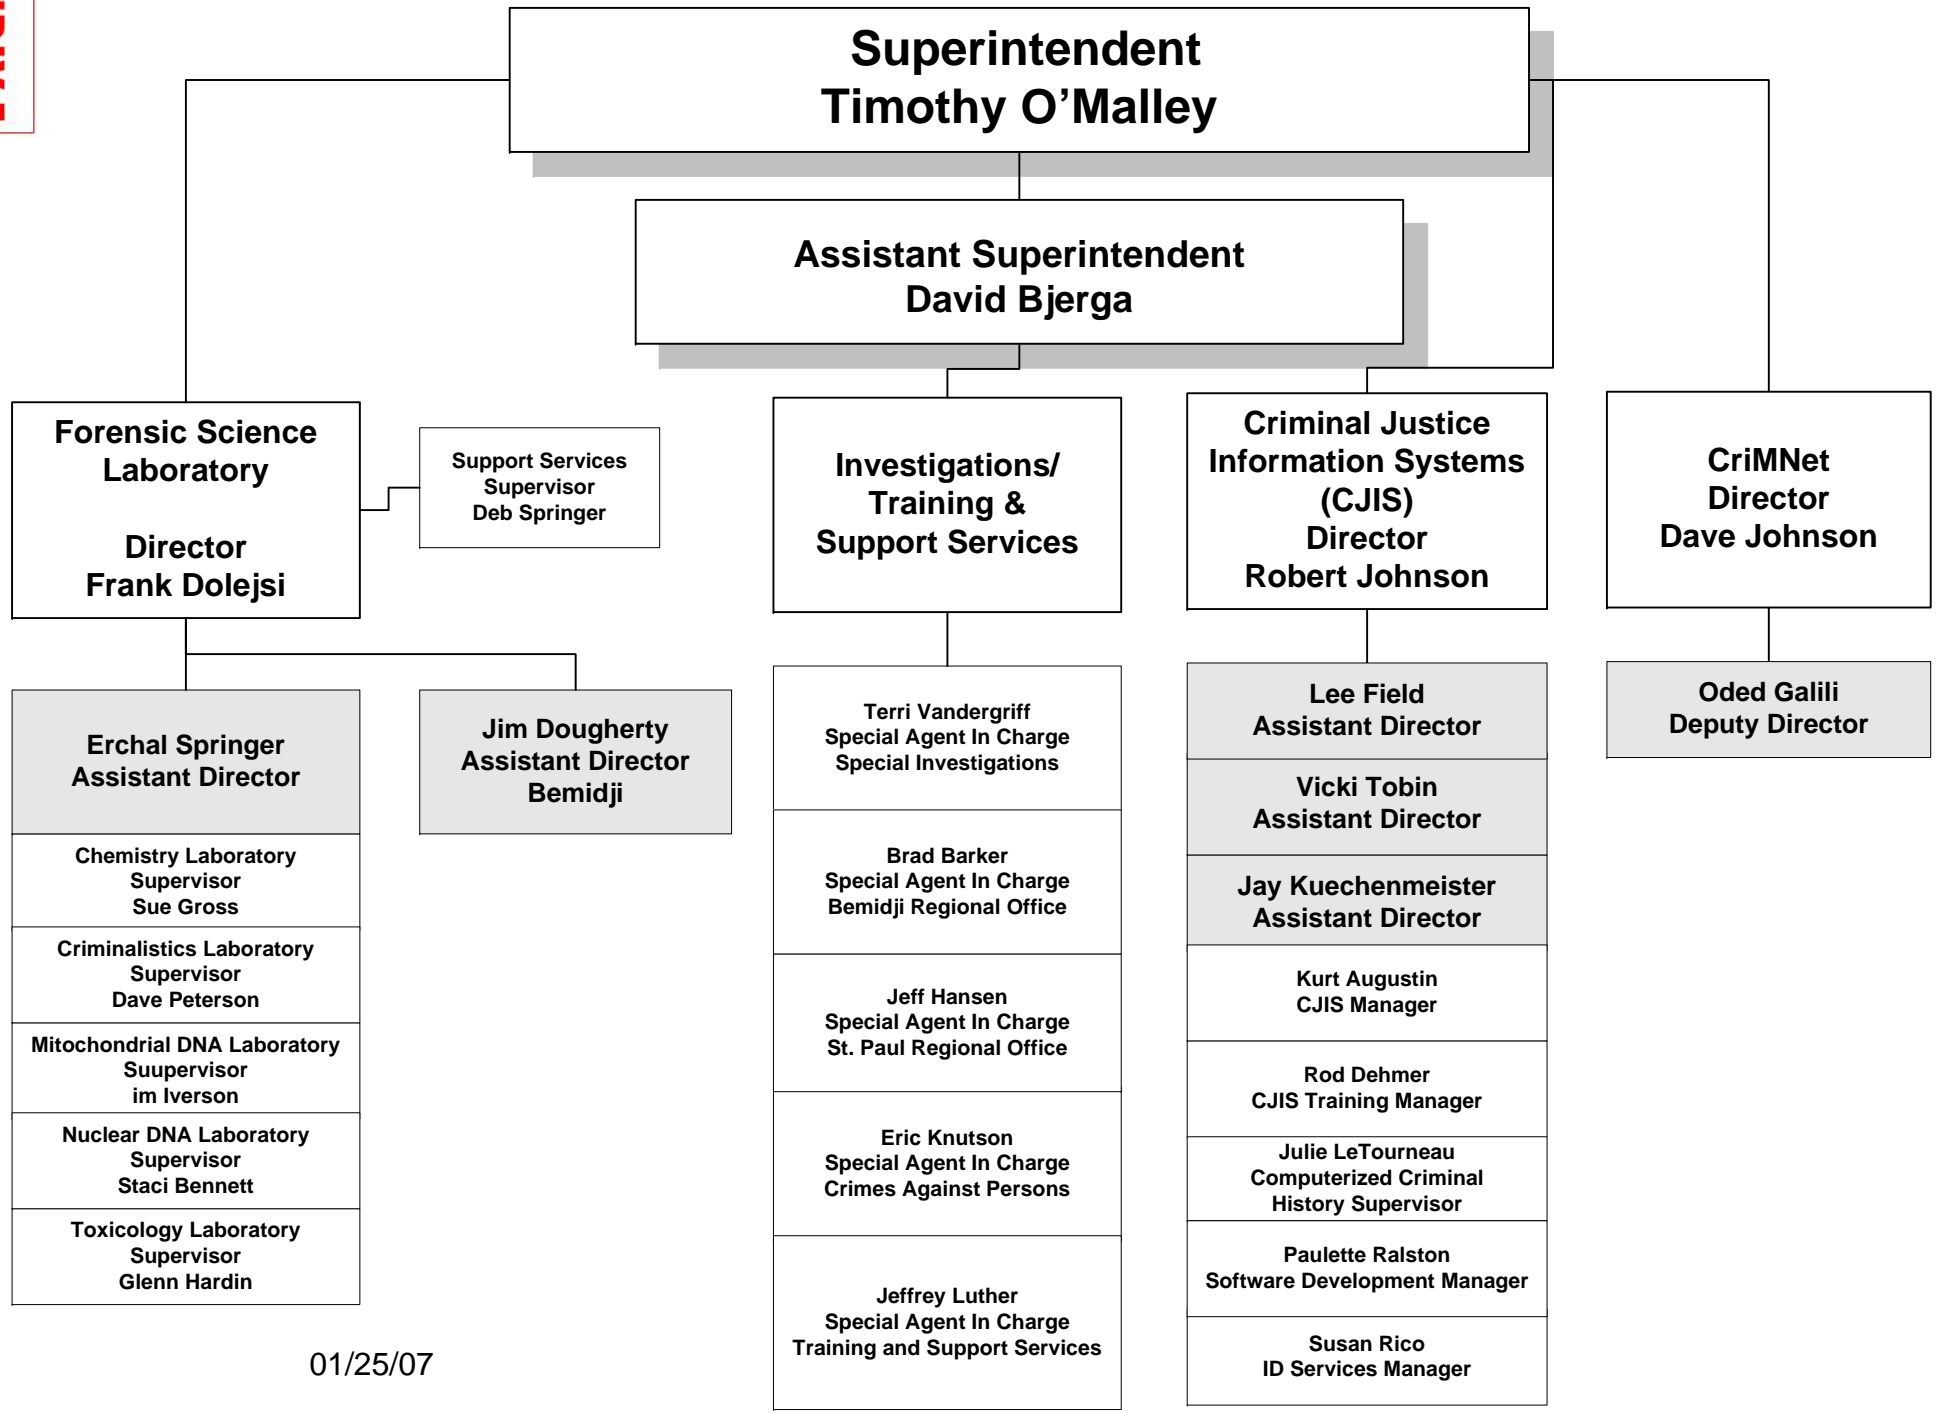 Superintendent
Timothy O’Malley
Assistant Superintendent
David Bjerga
Forensic Science
Laboratory
Director
Frank Dolejsi
Support Services
Supervisor
Deb Springer
Erchal Springer
Assistant Director
Jim Dougherty
Assistant Director
Bemidji
Chemistry Laboratory
Supervisor
Sue Gross
Criminalistics Laboratory
Supervisor
Dave Peterson
Mitochondrial DNA Laboratory
Suupervisor
im Iverson
Nuclear DNA Laboratory
Supervisor
Staci Bennett
Toxicology Laboratory
Supervisor
Glenn Hardin
Investigations/
Training &
Support Services
Terri Vandergriff
Special Agent In Charge
Special Investigations
Brad Barker
Special Agent In Charge
Bemidji Regional Office
Jeff Hansen
Special Agent In Charge
St. Paul Regional Office
Eric Knutson
Special Agent In Charge
Crimes Against Persons
Jeffrey Luther
Special Agent In Charge
Training and Support Services
Criminal Justice
Information Systems
(CJIS)
Director
Robert Johnson
Lee Field
Assistant Director
Vicki Tobin
Assistant Director
Jay Kuechenmeister
Assistant Director
Kurt Augustin
CJIS Manager
Rod Dehmer
CJIS Training Manager
Julie LeTourneau
Computerized Criminal
History Supervisor
Paulette Ralston
Software Development Manager
Susan Rico
ID Services Manager
CriMNet
Director
Dave Johnson
Oded Galili
Deputy Director
01/25/07